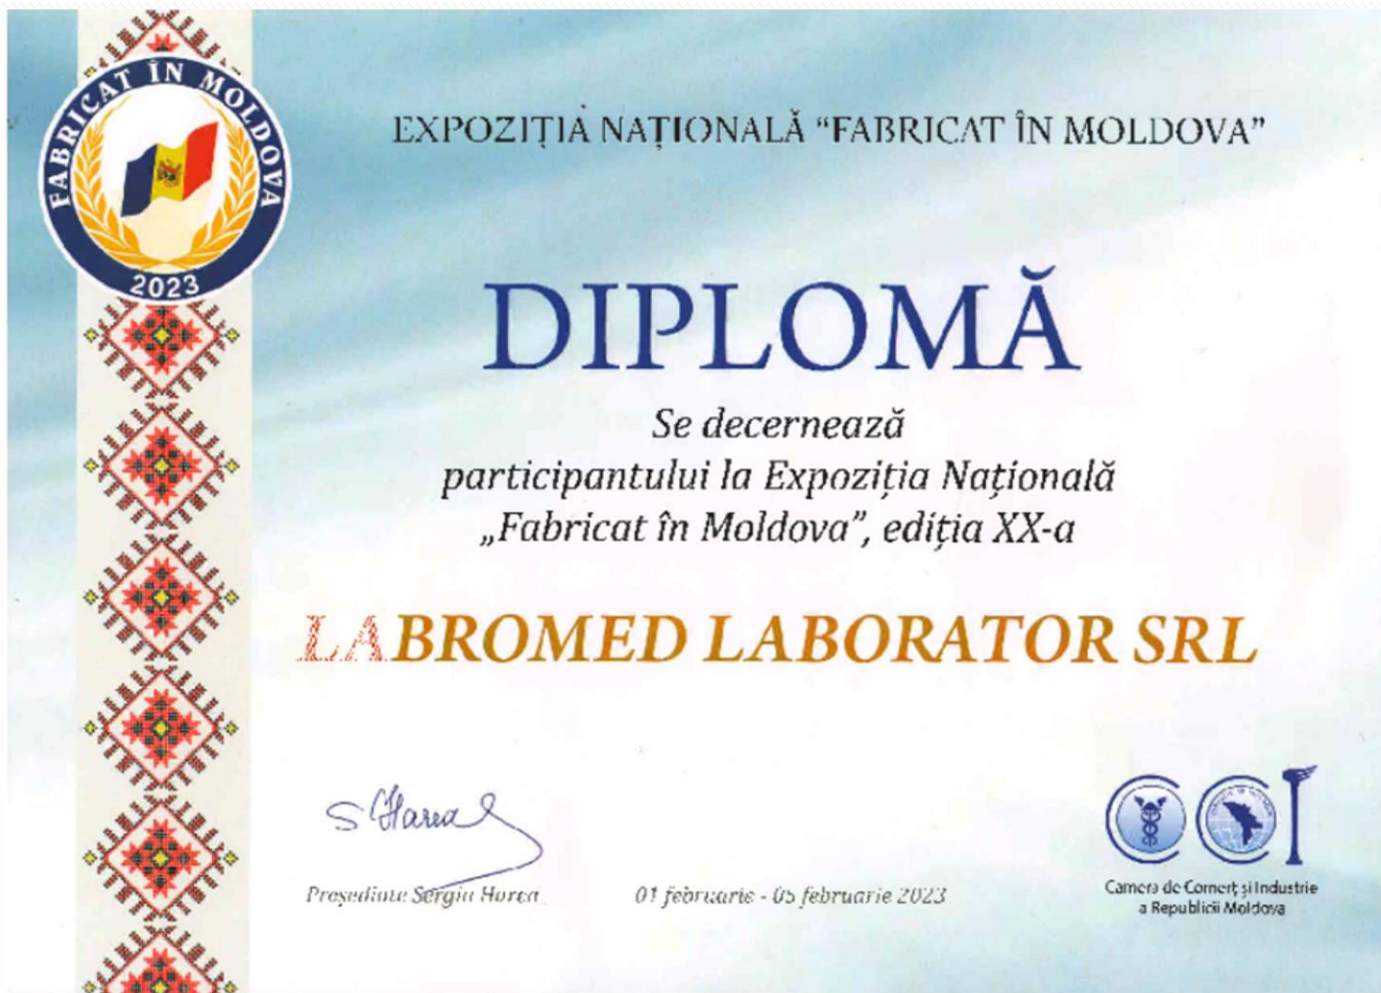 FABRICAT ÎN MOLDOVA
2023
EXPOZIȚIA NAȚIONALĂ “FABRICAT ÎN MOLDOVA”
DIPLOMĂ
Se decernează
participantului la Expoziția Națională
„Fabricat în Moldova”, ediția XX-a
LABROMED LABORATOR SRL
S Harea
Președinte Sergiu Harea
01 februarie - 05 februarie 2023
CCI
Camera de Comerț și Industrie
a Republicii Moldova